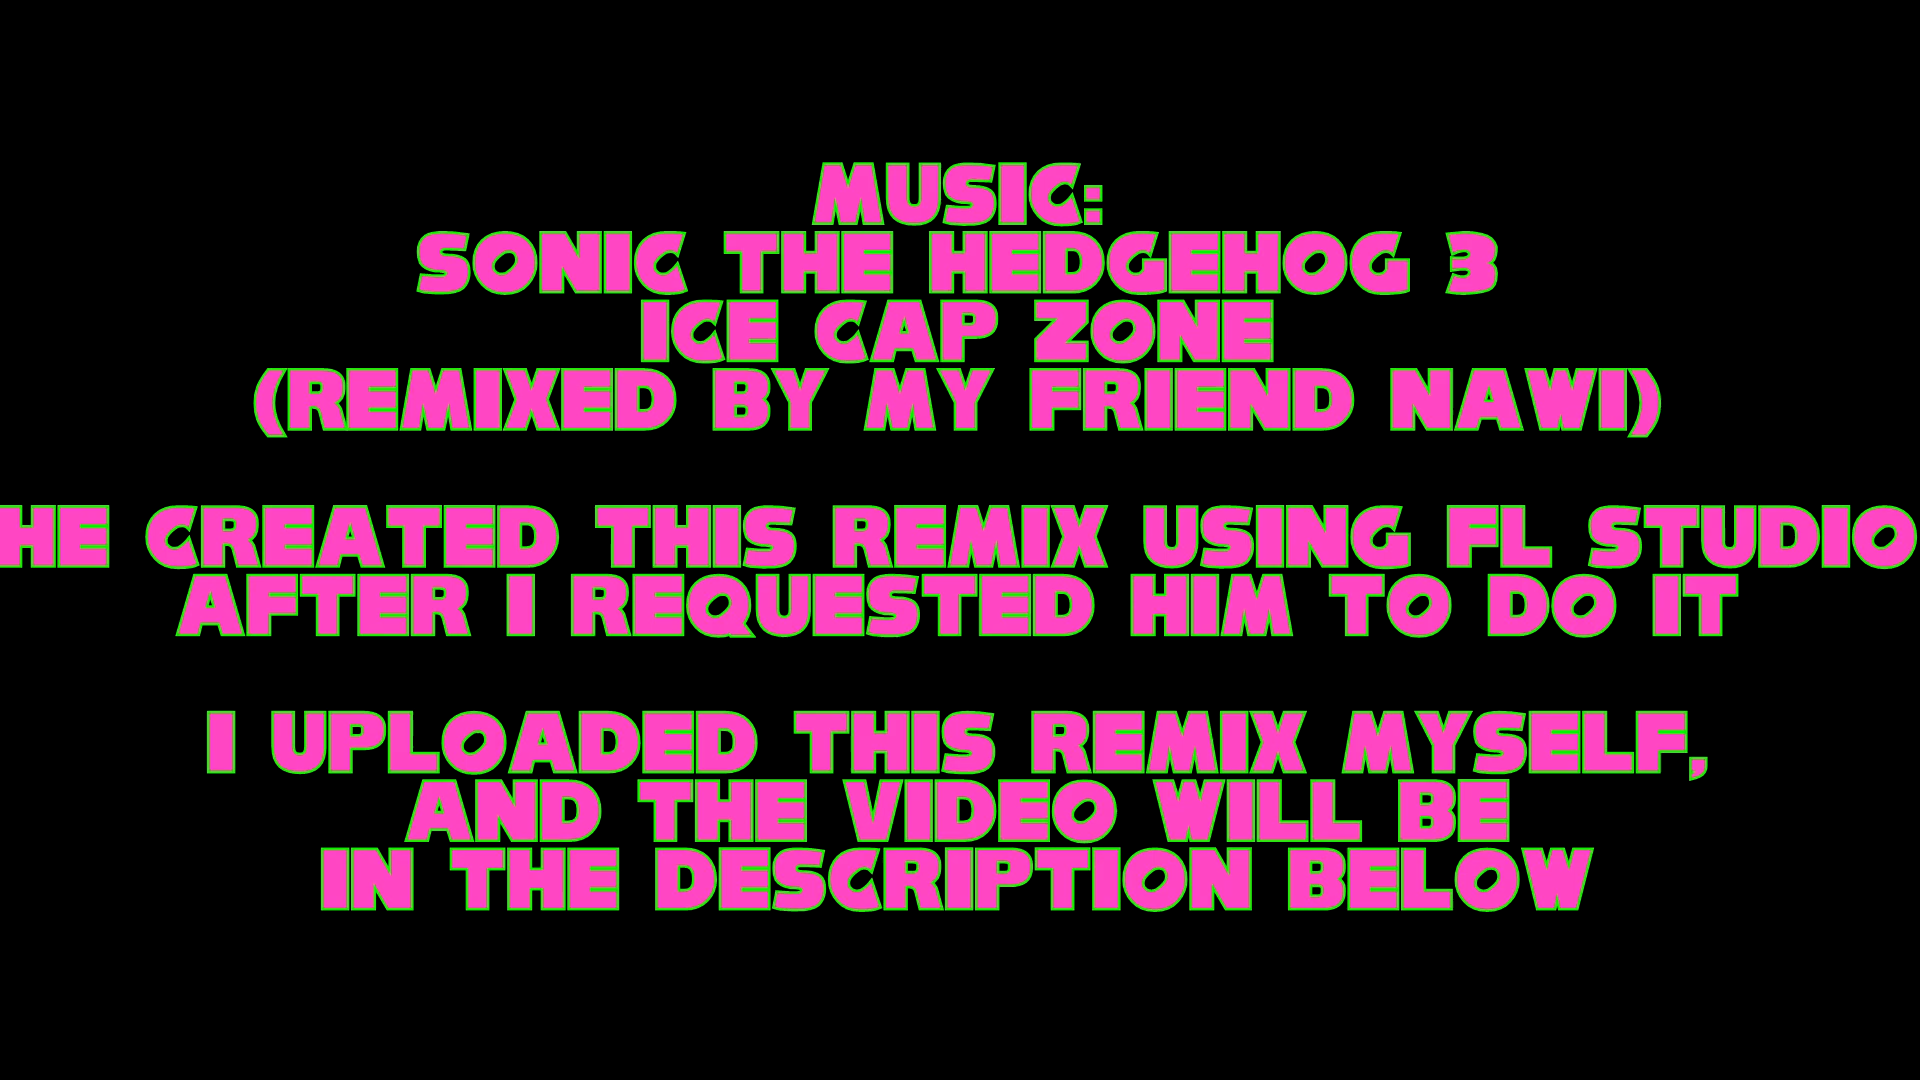 MUSIC:
SONIC THE HEDGEHOG 3
ICE CAP ZONE
(REMIXED BY MY FRIEND NAWI)
HE CREATED THIS REMIX USING FL STUDIO
AFTER I REQUESTED HIM TO DO IT
I UPLOADED THIS REMIX MYSELF,
AND THE VIDEO WILL BE
IN THE DESCRIPTION BELOW